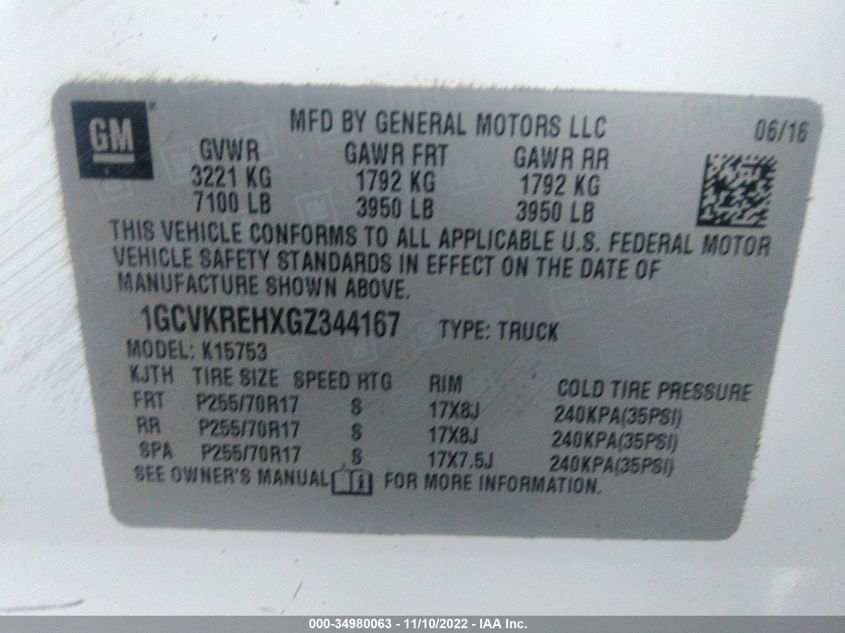 GM
MFD BY GENERAL MOTORS LLC 06/16
GVWR GAWR FRT GAWR RR
3221 KG 1792 KG 1792 KG
7100 LB 3950 LB 3950 LB
THIS VEHICLE CONFORMS TO ALL APPLICABLE U.S. FEDERAL MOTOR
VEHICLE SAFETY STANDARDS IN EFFECT ON THE DATE OF
MANUFACTURE SHOWN ABOVE.
1GCVKREHXGZ344167 TYPE: TRUCK
MODEL: K15753
KJTH TIRE SIZE SPEED RTG RIM COLD TIRE PRESSURE
FRT P255/70R17 S 17X8J 240KPA(35PSI)
RR P255/70R17 S 17X8J 240KPA(35PSI)
SPA P255/70R17 S 17X7.5J 240KPA(35PSI)
SEE OWNER'S MANUAL i FOR MORE INFORMATION.
000-34980063 - 11/10/2022 - IAA Inc.